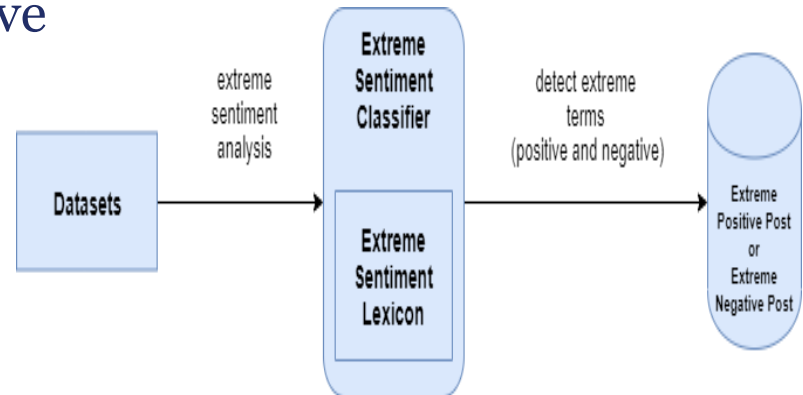 ve
extreme
sentiment
analysis
Extreme
Sentiment
Classifier
detect extreme
terms
(positive and negative)
Datasets
Extreme
Sentiment
Lexicon
Extreme
Positive Post
or
Extreme
Negative Post